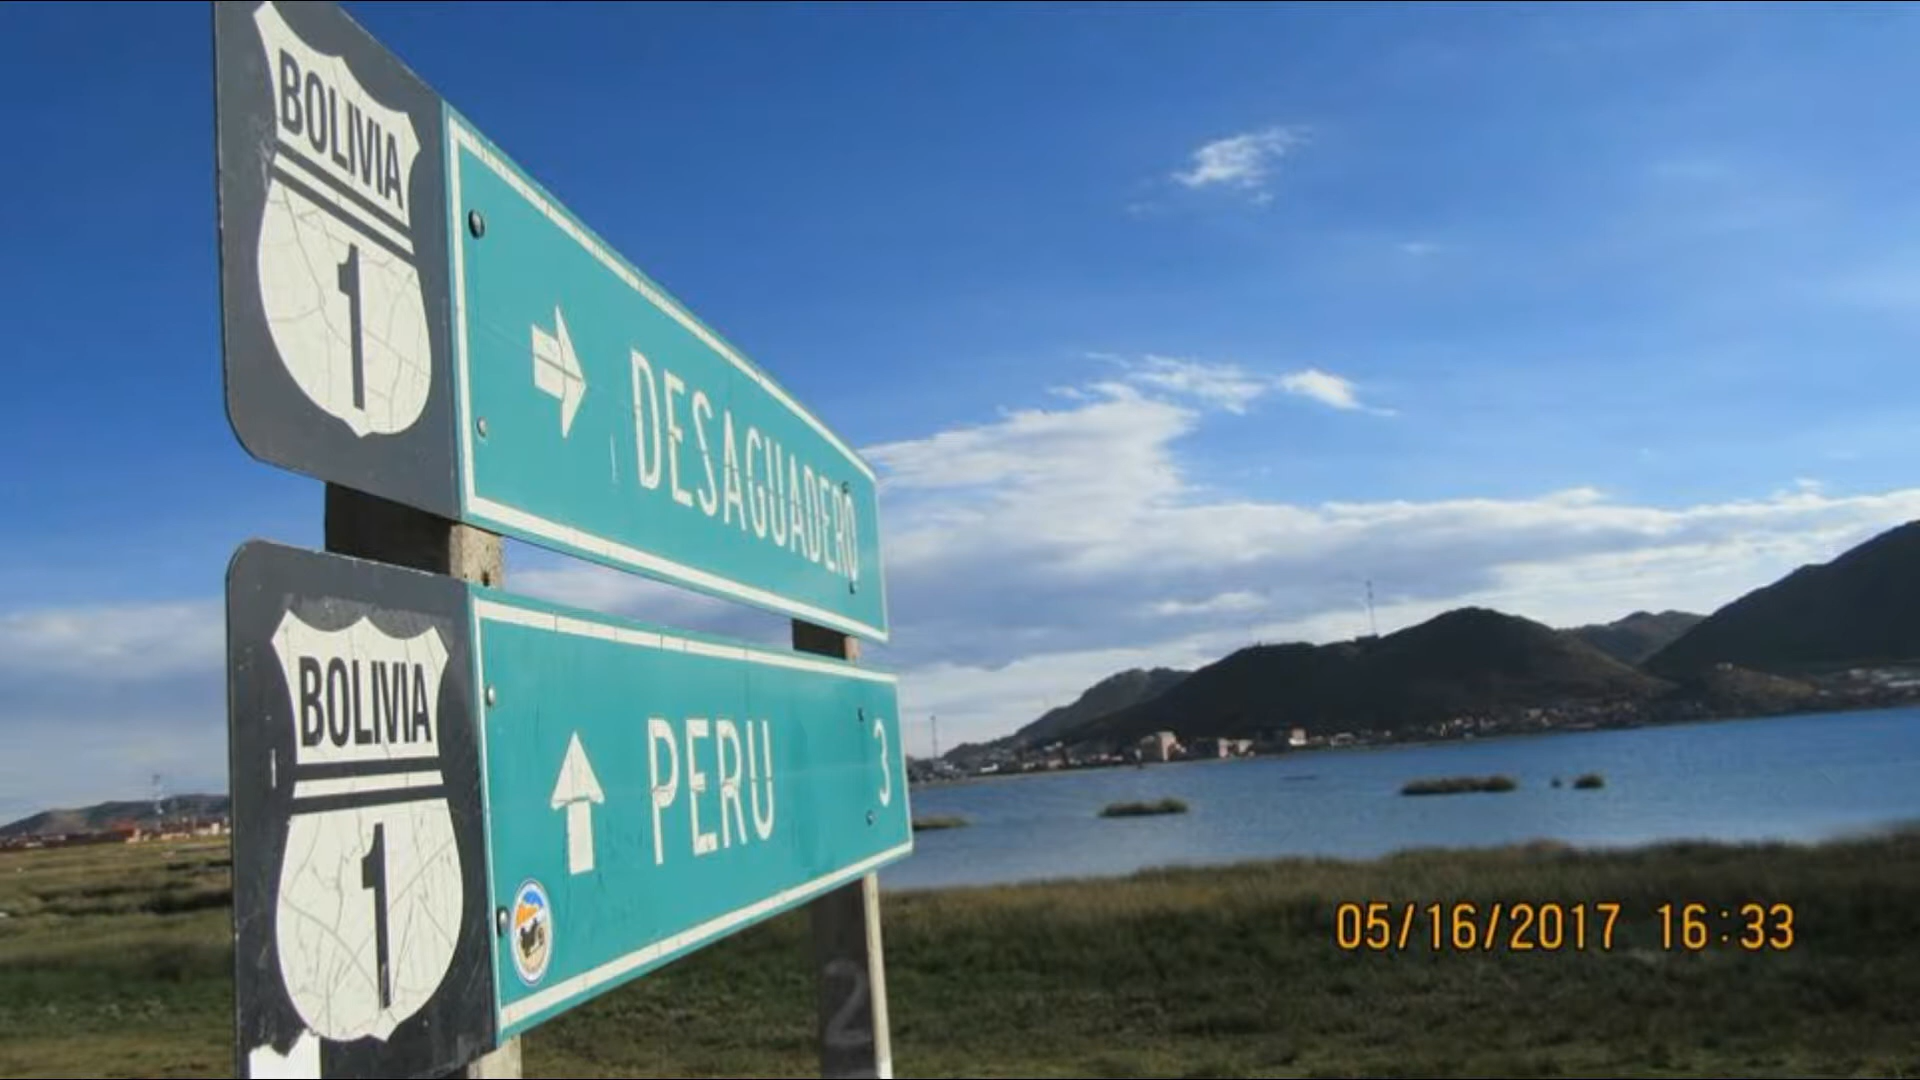 BOLIVIA
1
DESAGUADERO
BOLIVIA
1
PERU 3
2
05/16/2017 16:33